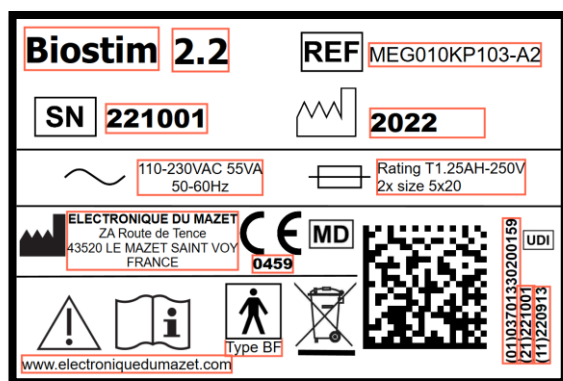 Biostim 2.2
REF MEG010KP103-A2
SN 221001
2022
110-230VAC 55VA
50-60Hz
Rating T1.25AH-250V
2x size 5x20
ELECTRONIQUE DU MAZET
ZA Route de Tence
43520 LE MAZET SAINT VOY
FRANCE
CE
0459
MD
UDI
(01)03701330200159
(21)221001
(11)220913
Type BF
www.electroniquedumazet.com